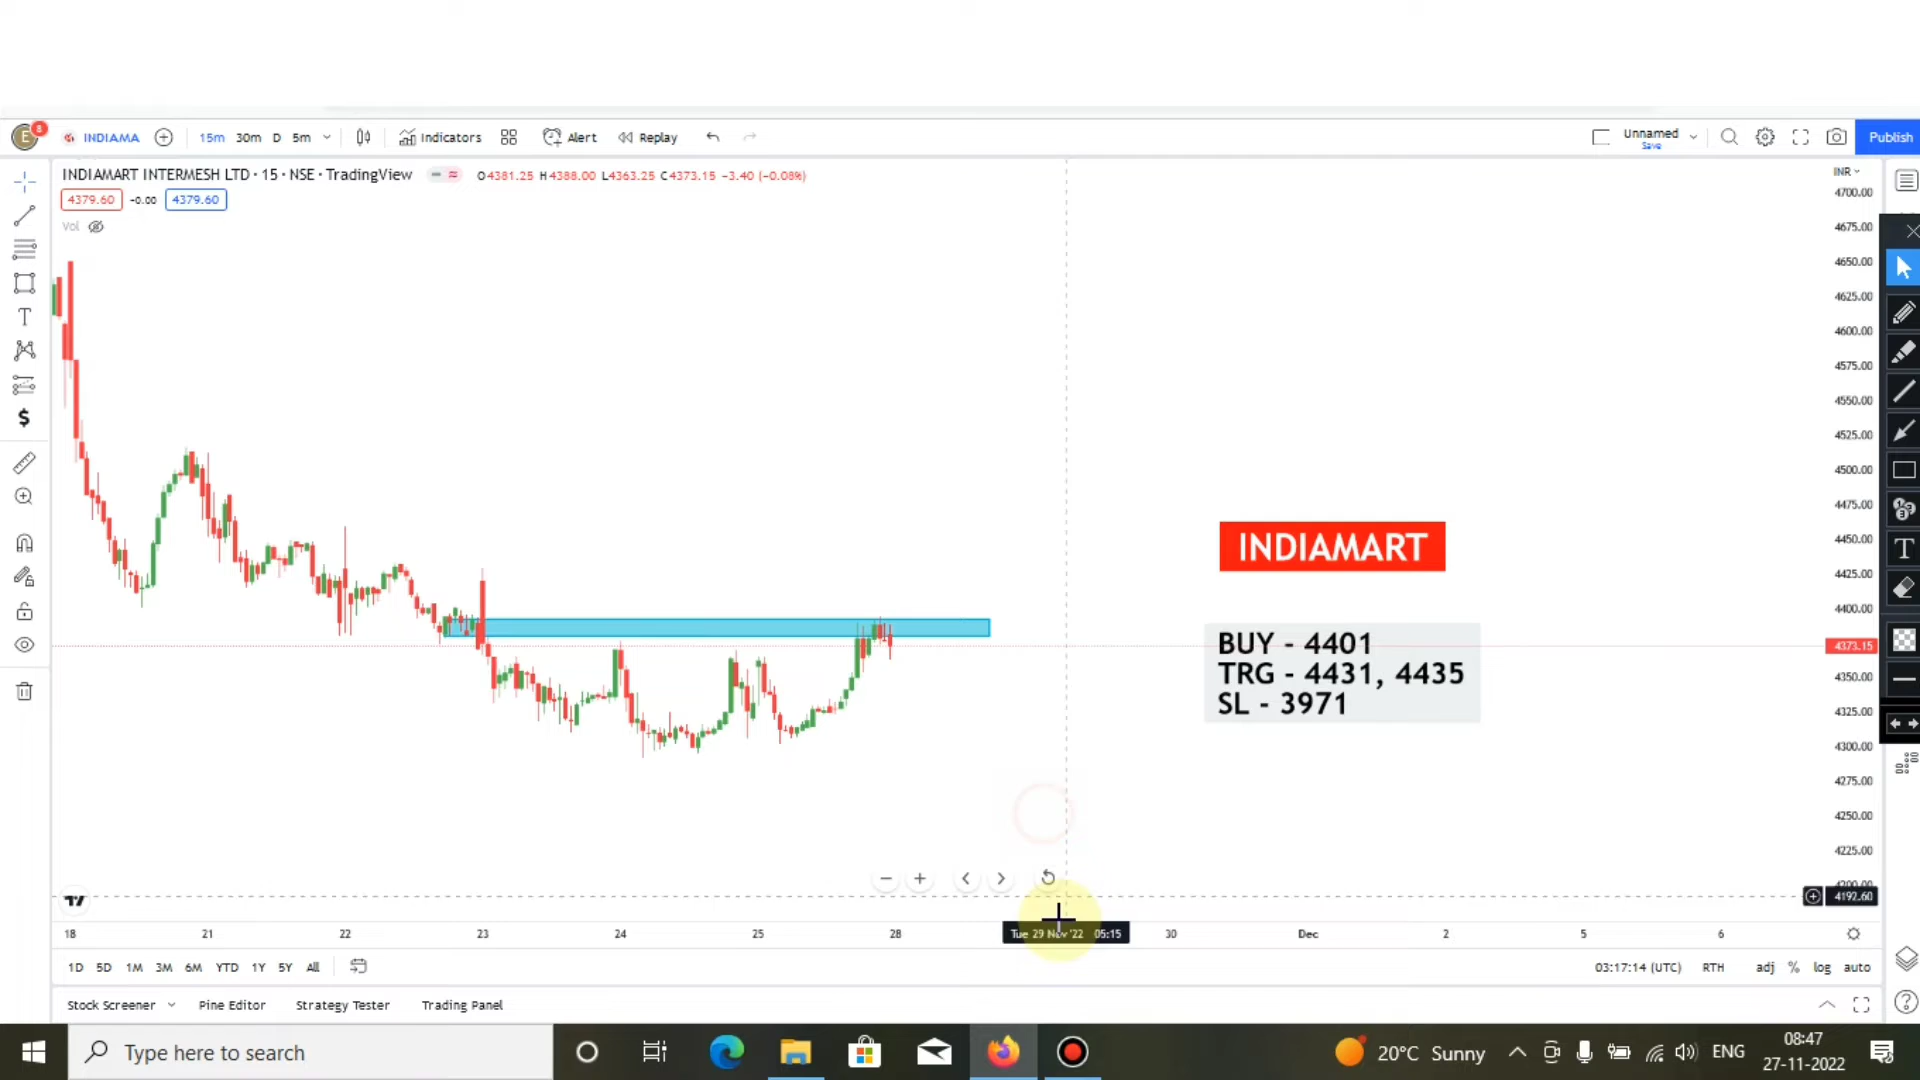 E 8 INDIAMA 15m 30m D 5m Indicators Alert Replay Unnamed Save Publish
INDIAMART INTERMESH LTD · 15 · NSE · TradingView O4381.25 H4388.00 L4363.25 C4373.15 −3.40 (−0.08%) INR
4379.60 -0.00 4379.60
Vol
4700.00
4675.00
4650.00
4625.00
4600.00
4575.00
4550.00
4525.00
4500.00
4475.00
4450.00
4425.00
4400.00
4373.15
4350.00
4325.00
4300.00
4275.00
4250.00
4225.00
4200.00
4192.60
INDIAMART
BUY - 4401
TRG - 4431, 4435
SL - 3971
18 21 22 23 24 25 28 Tue 29 Nov '22 05:15 30 Dec 2 5 6
1D 5D 1M 3M 6M YTD 1Y 5Y All 03:17:14 (UTC) RTH adj % log auto
Stock Screener Pine Editor Strategy Tester Trading Panel
Type here to search 20°C Sunny ENG 08:47
27-11-2022